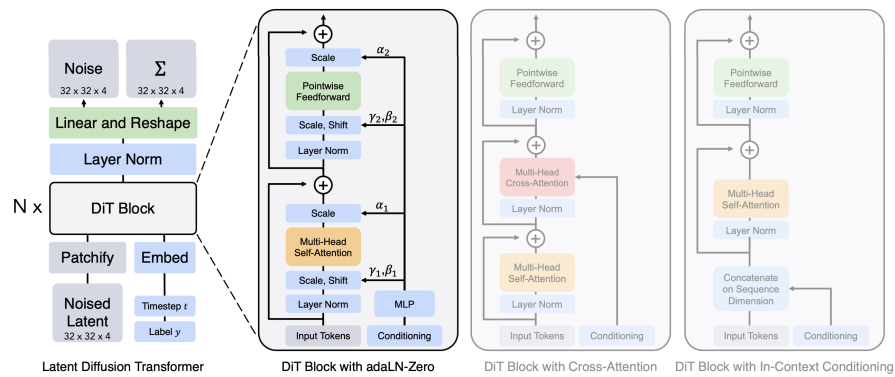 Noise
32 x 32 x 4
Σ
32 x 32 x 4
Linear and Reshape
Layer Norm
N x
DiT Block
Patchify
Embed
Noised
Latent
32 x 32 x 4
Timestep t
Label y
Latent Diffusion Transformer
+
Scale
α₂
Pointwise
Feedforward
Scale, Shift
γ₂,β₂
Layer Norm
+
Scale
α₁
Multi-Head
Self-Attention
Scale, Shift
γ₁,β₁
Layer Norm
MLP
Input Tokens
Conditioning
DiT Block with adaLN-Zero
+
Pointwise
Feedforward
Layer Norm
+
Multi-Head
Cross-Attention
Layer Norm
+
Multi-Head
Self-Attention
Layer Norm
Input Tokens
Conditioning
DiT Block with Cross-Attention
+
Pointwise
Feedforward
Layer Norm
+
Multi-Head
Self-Attention
Layer Norm
Concatenate
on Sequence
Dimension
Input Tokens
Conditioning
DiT Block with In-Context Conditioning